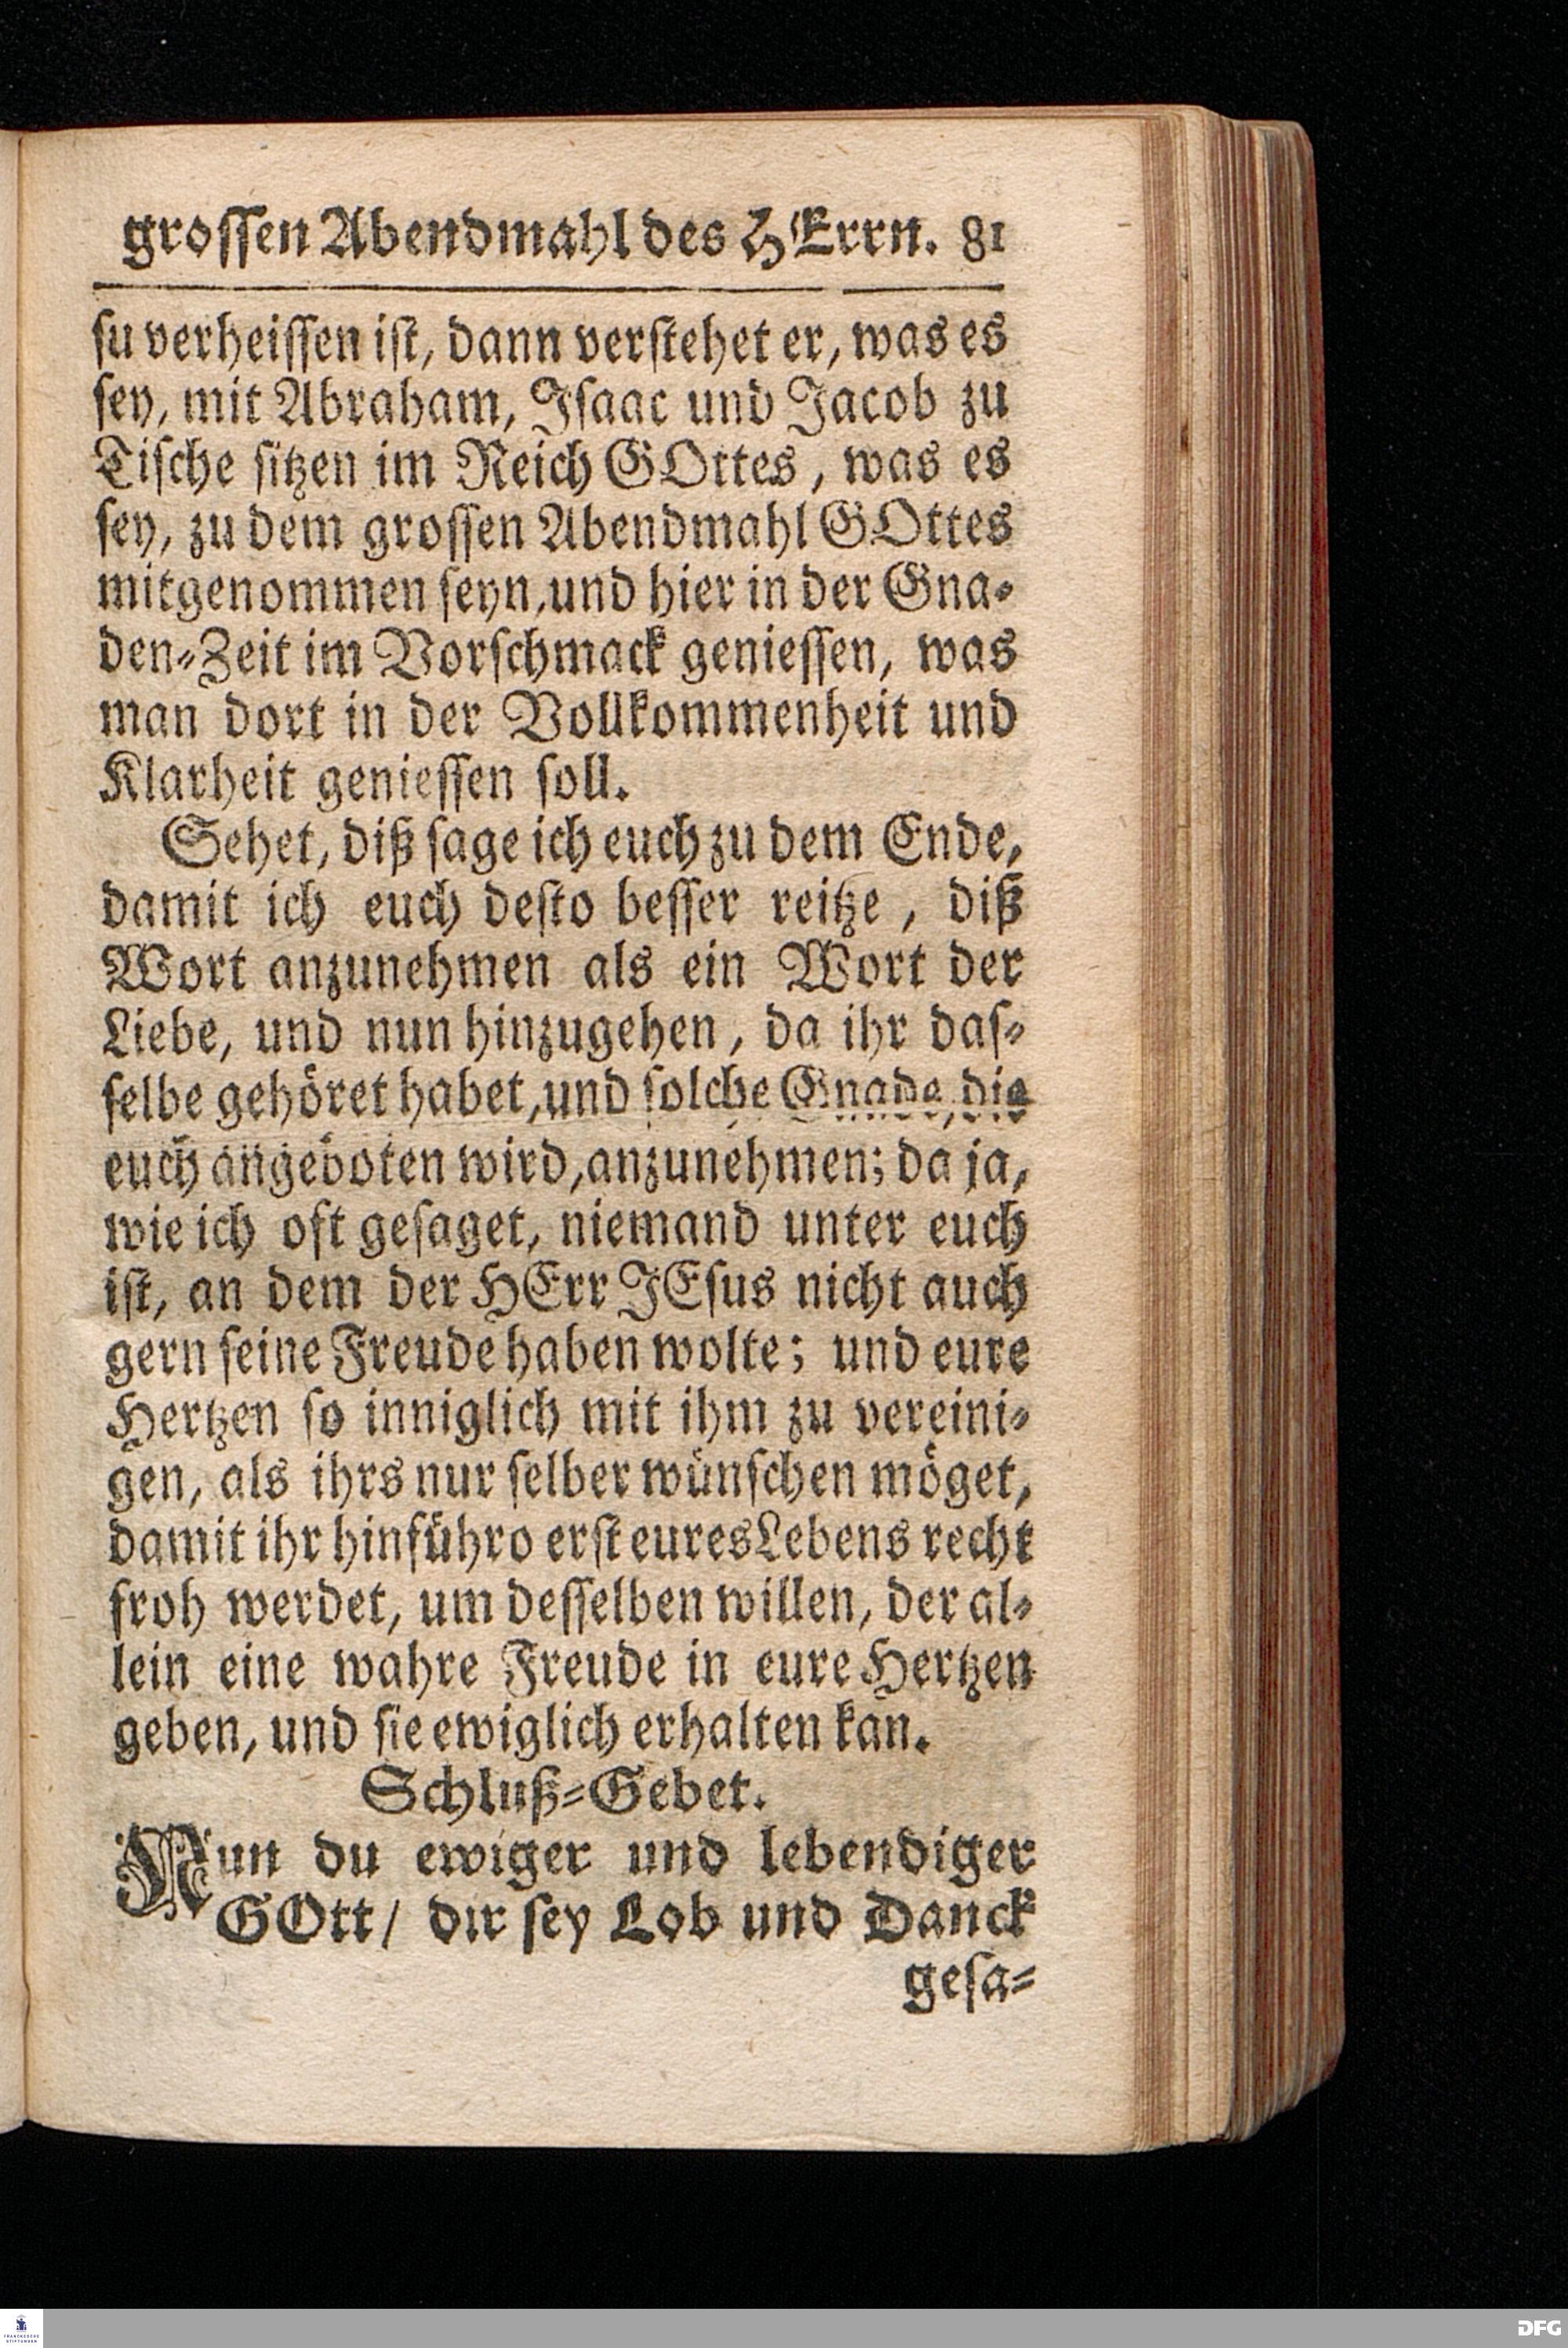 grossen Abendmahl des HErrn. 81
ſu verheiſſen iſt, dann verſtehet er, was es
ſey, mit Abraham, Iſaac und Jacob zu
Tiſche ſitzen im Reich GOttes, was es
ſey, zu dem groſſen Abendmahl GOttes
mitgenommen ſeyn, und hier in der Gna-
den-Zeit im Vorſchmack genieſſen, was
man dort in der Vollkommenheit und
Klarheit genieſſen ſoll.
Sehet, diß ſage ich euch zu dem Ende,
damit ich euch deſto beſſer reitze, diß
Wort anzunehmen als ein Wort der
Liebe, und nun hinzugehen, da ihr daſ-
ſelbe gehöret habet, und ſolche Gnade, die
euch angeboten wird, anzunehmen; da ja,
wie ich oft geſaget, niemand unter euch
iſt, an dem der HErr JEſus nicht auch
gern ſeine Freude haben wolte; und eure
Hertzen ſo inniglich mit ihm zu vereini-
gen, als ihrs nur ſelber wünſchen möget,
damit ihr hinführo erſt eures Lebens recht
froh werdet, um deſſelben willen, der al-
lein eine wahre Freude in eure Hertzen
geben, und ſie ewiglich erhalten kan.
Schluß-Gebet.
Nun du ewiger und lebendiger
GOtt / dir ſey Lob und Danck
geſa-
FRANCKESCHE
STIFTUNGEN
DFG